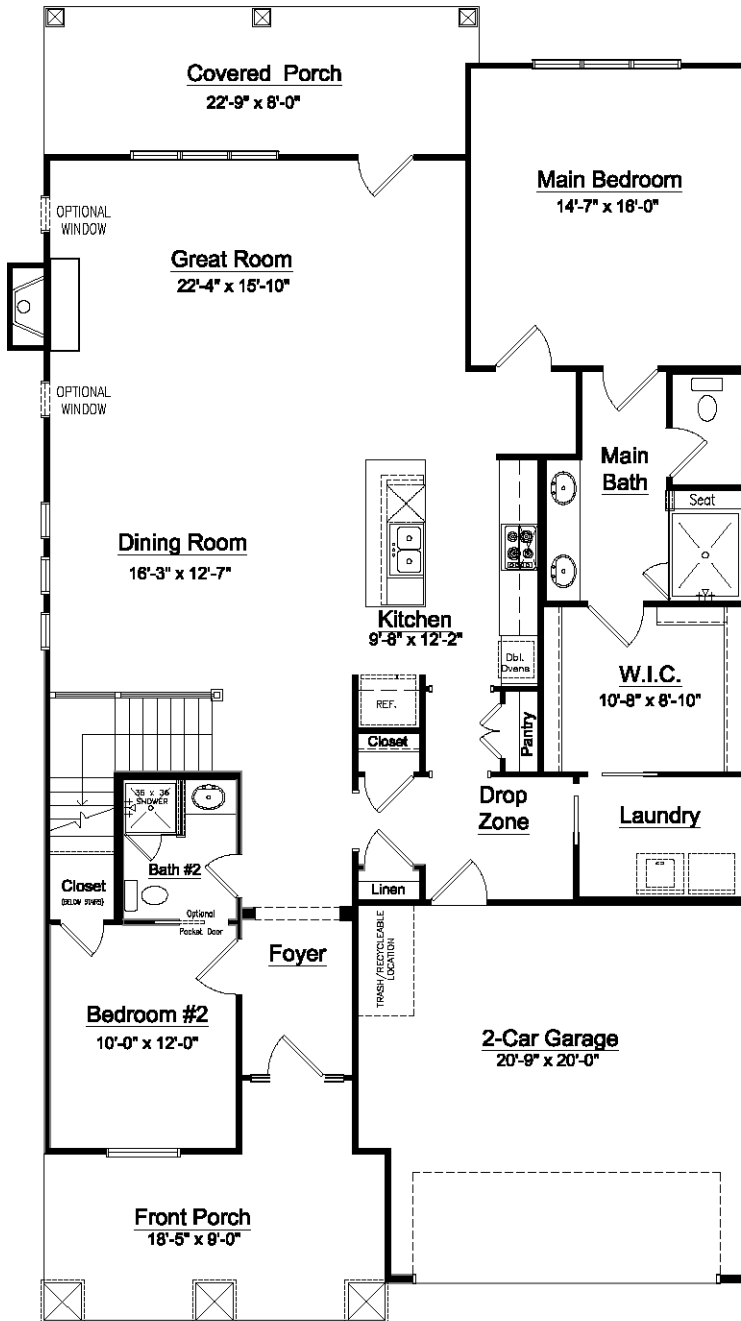 Covered Porch
22'-9" x 8'-0"
Main Bedroom
14'-7" x 16'-0"
OPTIONAL
WINDOW
Great Room
22'-4" x 15'-10"
OPTIONAL
WINDOW
Main
Bath
Seat
Dining Room
16'-3" x 12'-7"
Kitchen
9'-8" x 12'-2"
Dbl.
Ovens
W.I.C.
10'-8" x 8'-10"
REF.
Pantry
Closet
36 x 36
SHOWER
Drop
Zone
Laundry
Bath #2
Closet
(BELOW STAIRS)
Linen
Optional
Pocket Door
TRASH/RECYCLEABLE
LOCATION
Foyer
Bedroom #2
10'-0" x 12'-0"
2-Car Garage
20'-9" x 20'-0"
Front Porch
18'-5" x 9'-0"